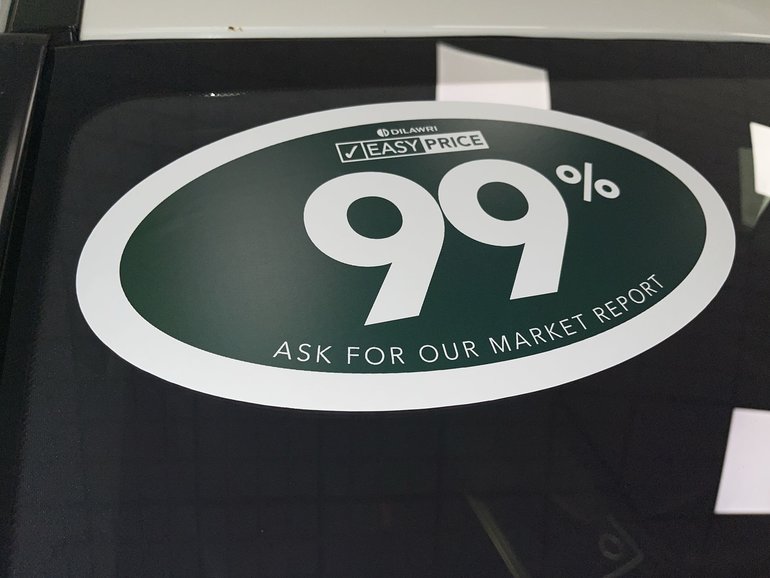 DILAWRI
EASY PRICE
99%
ASK FOR OUR MARKET REPORT